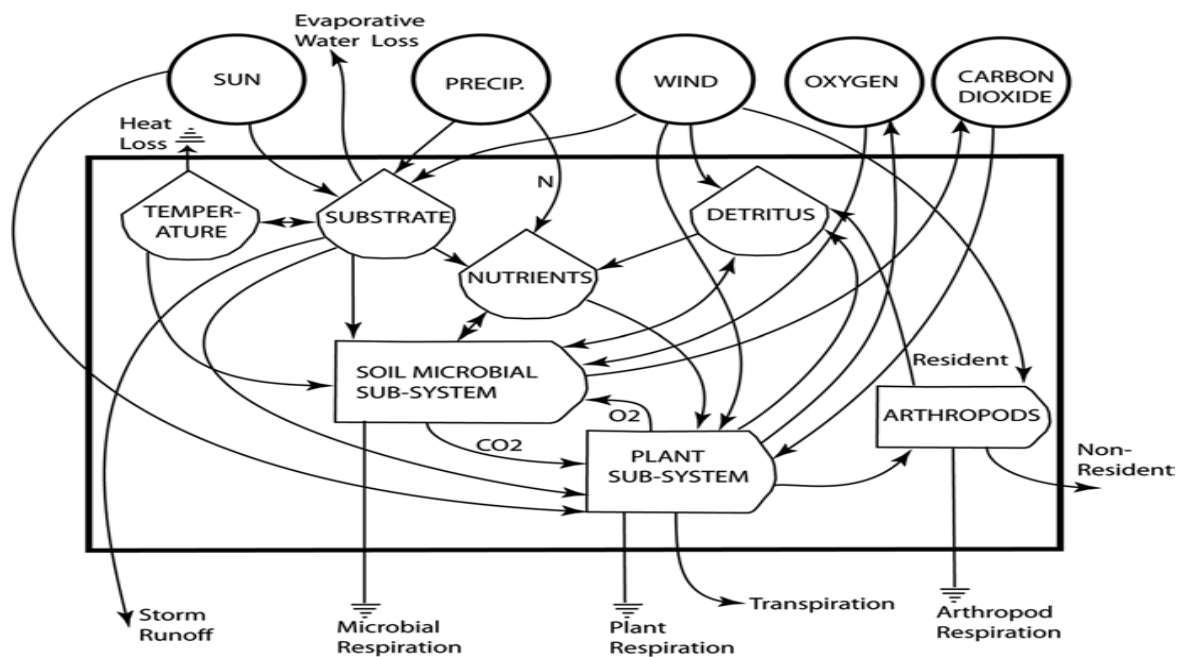 Evaporative
Water Loss
SUN
PRECIP.
WIND
OXYGEN
CARBON
DIOXIDE
Heat
Loss
N
TEMPER-
ATURE
SUBSTRATE
DETRITUS
NUTRIENTS
SOIL MICROBIAL
SUB-SYSTEM
Resident
ARTHROPODS
O2
CO2
PLANT
SUB-SYSTEM
Non-
Resident
Storm
Runoff
Microbial
Respiration
Plant
Respiration
Transpiration
Arthropod
Respiration